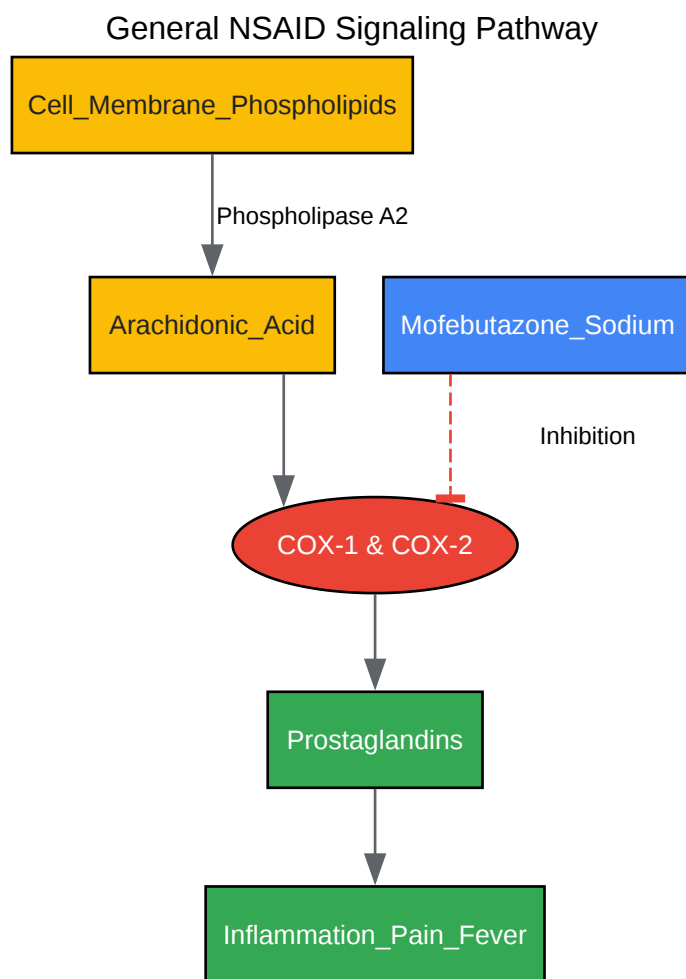 General NSAID Signaling Pathway
Cell_Membrane_Phospholipids
Phospholipase A2
Arachidonic_Acid
Mofebutazone_Sodium
Inhibition
COX-1 & COX-2
Prostaglandins
Inflammation_Pain_Fever